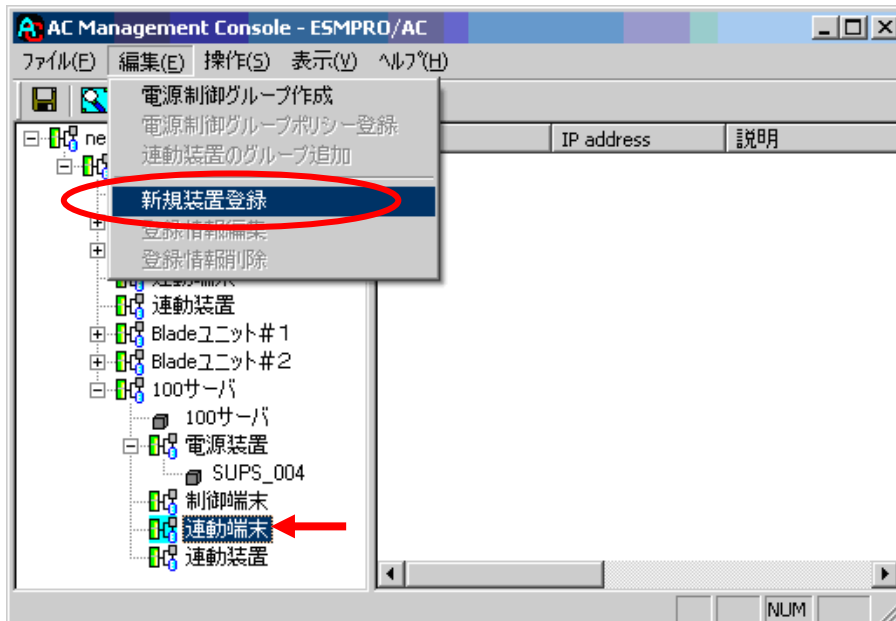 AC Management Console - ESMPRO/AC
ファイル(F) 編集(E) 操作(S) 表示(V) ヘルプ(H)
電源制御グループ作成
電源制御グループポリシー登録
連動装置のグループ追加
新規装置登録
登録情報編集
登録情報削除
IP address 説明
ne
連動端末
連動装置
Bladeユニット#1
Bladeユニット#2
100サーバ
100サーバ
電源装置
SUPS_004
制御端末
連動端末
連動装置
NUM